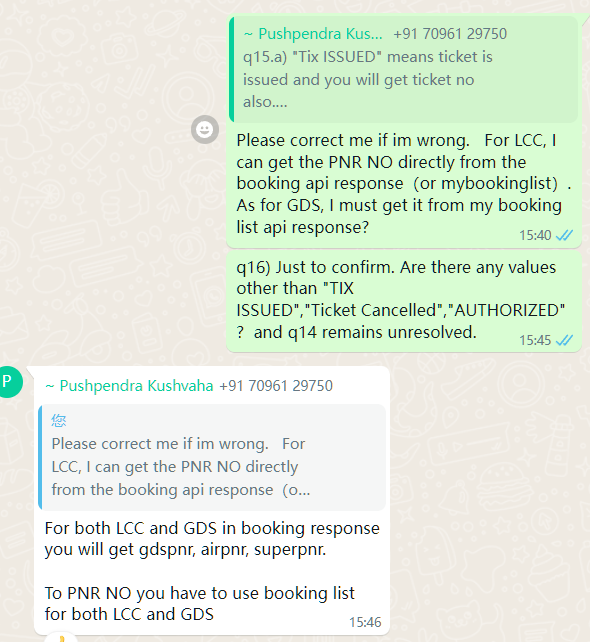 ~ Pushpendra Kus... +91 70961 29750
q15.a) "Tix ISSUED" means ticket is
issued and you will get ticket no
also....
Please correct me if im wrong. For LCC, I
can get the PNR NO directly from the
booking api response（or mybookinglist）.
As for GDS, I must get it from my booking
list api response?
15:40
q16) Just to confirm. Are there any values
other than "TIX
ISSUED","Ticket Cancelled","AUTHORIZED"
? and q14 remains unresolved.
15:45
P
~ Pushpendra Kushvaha +91 70961 29750
您
Please correct me if im wrong. For
LCC, I can get the PNR NO directly
from the booking api response（o...
For both LCC and GDS in booking response
you will get gdspnr, airpnr, superpnr.
To PNR NO you have to use booking list
for both LCC and GDS
15:46